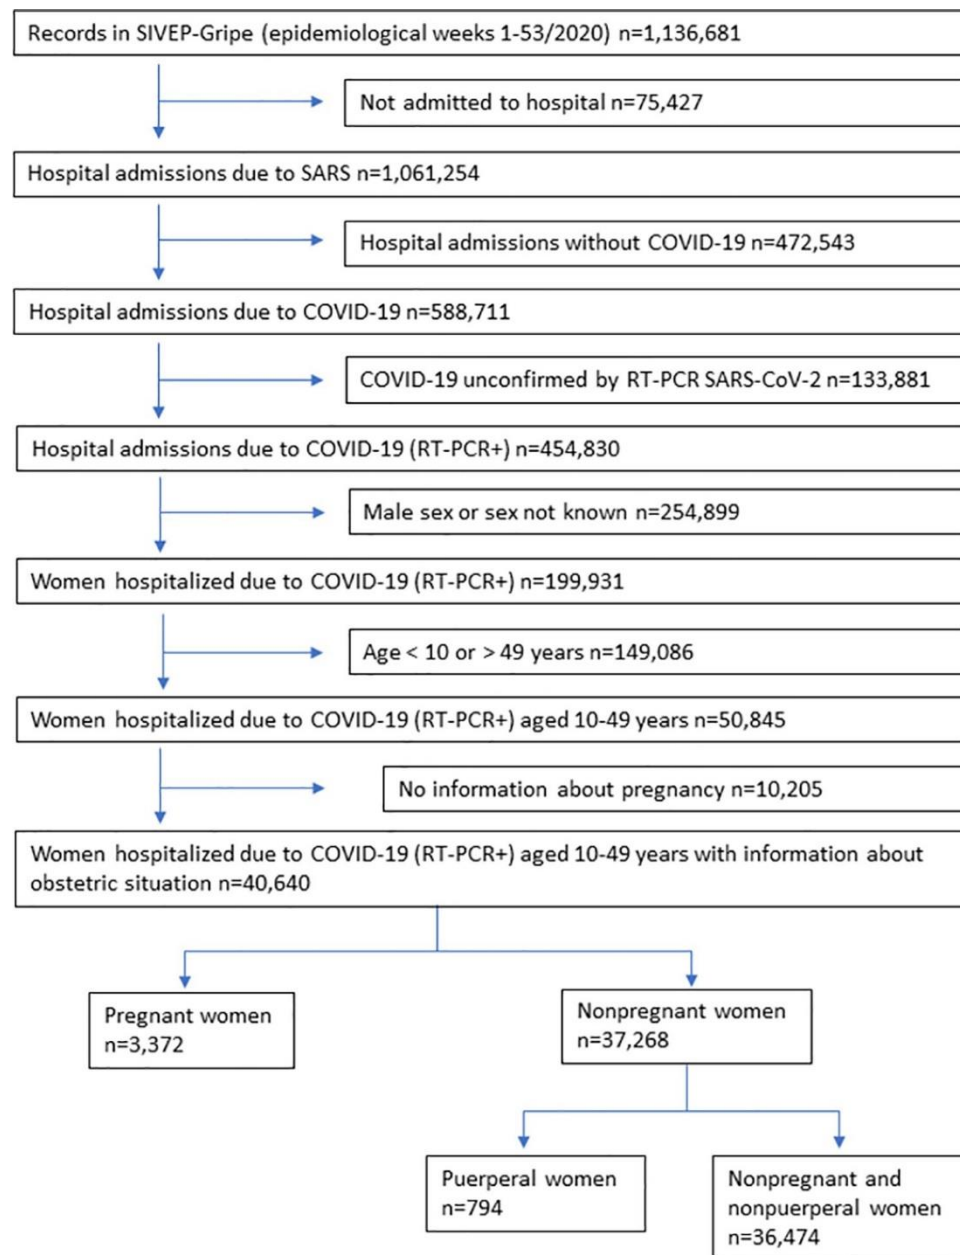 Records in SIVEP-Gripe (epidemiological weeks 1-53/2020) n=1,136,681
Not admitted to hospital n=75,427
Hospital admissions due to SARS n=1,061,254
Hospital admissions without COVID-19 n=472,543
Hospital admissions due to COVID-19 n=588,711
COVID-19 unconfirmed by RT-PCR SARS-CoV-2 n=133,881
Hospital admissions due to COVID-19 (RT-PCR+) n=454,830
Male sex or sex not known n=254,899
Women hospitalized due to COVID-19 (RT-PCR+) n=199,931
Age < 10 or > 49 years n=149,086
Women hospitalized due to COVID-19 (RT-PCR+) aged 10-49 years n=50,845
No information about pregnancy n=10,205
Women hospitalized due to COVID-19 (RT-PCR+) aged 10-49 years with information about
obstetric situation n=40,640
Pregnant women
n=3,372
Nonpregnant women
n=37,268
Puerperal women
n=794
Nonpregnant and
nonpuerperal women
n=36,474